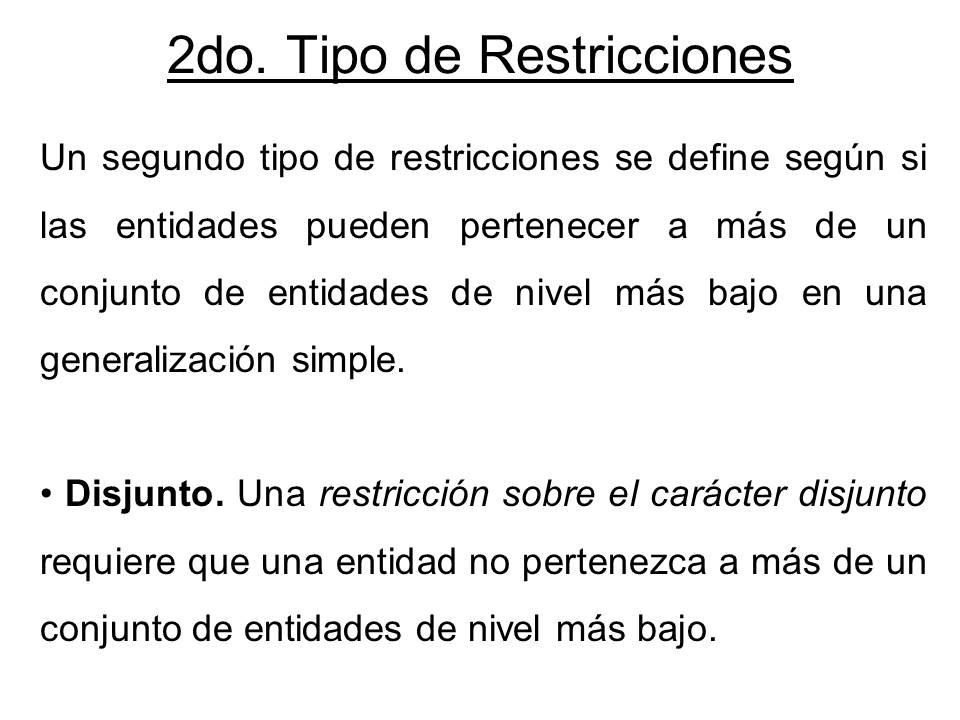 2do. Tipo de Restricciones
Un segundo tipo de restricciones se define según si
las entidades pueden pertenecer a más de un
conjunto de entidades de nivel más bajo en una
generalización simple.
• Disjunto. Una restricción sobre el carácter disjunto
requiere que una entidad no pertenezca a más de un
conjunto de entidades de nivel más bajo.